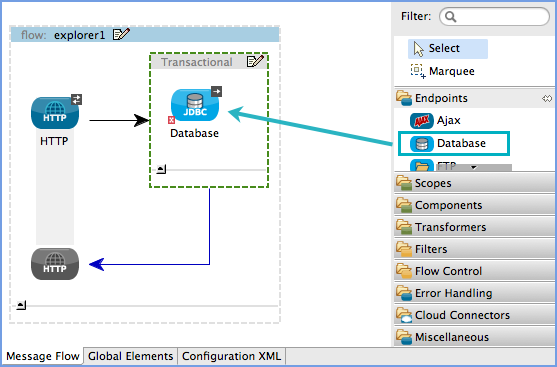 flow: explorer1
Transactional
HTTP
HTTP
JDBC
Database
HTTP
Filter:
Select
Marquee
Endpoints
Ajax
Database
FTP
Scopes
Components
Transformers
Filters
Flow Control
Error Handling
Cloud Connectors
Miscellaneous
Message Flow Global Elements Configuration XML